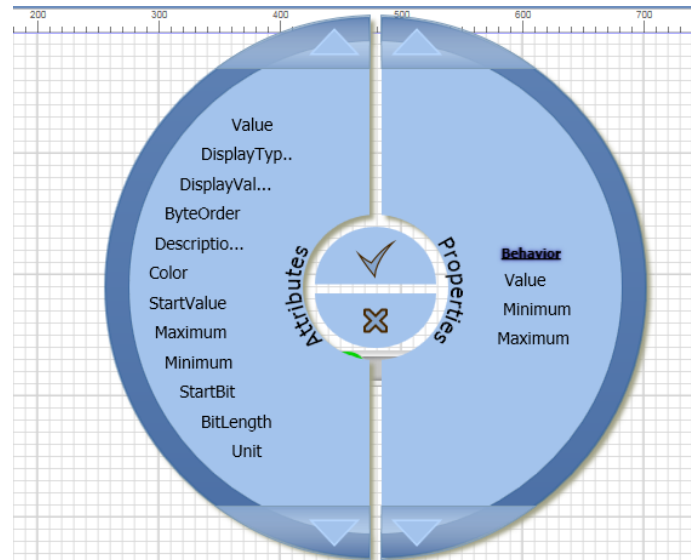 200 300 400 500 600 700
Value
DisplayTyp..
DisplayVal...
ByteOrder
Descriptio...
Color
StartValue
Maximum
Minimum
StartBit
BitLength
Unit
Attributes
Properties
Behavior
Value
Minimum
Maximum